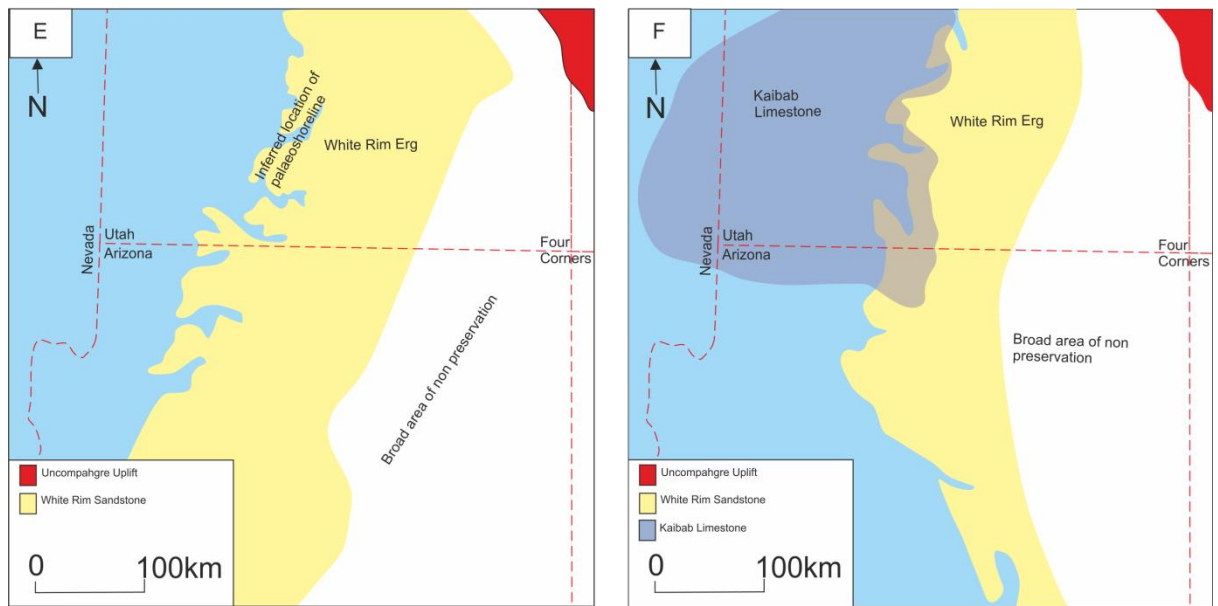 E
N
Inferred location of
palaeoshoreline
White Rim Erg
Nevada
Utah
Arizona
Four
Corners
Broad area of non preservation
Uncompahgre Uplift
White Rim Sandstone
0
100km
F
N
Kaibab
Limestone
White Rim Erg
Nevada
Utah
Arizona
Four
Corners
Broad area of non
preservation
Uncompahgre Uplift
White Rim Sandstone
Kaibab Limestone
0
100km